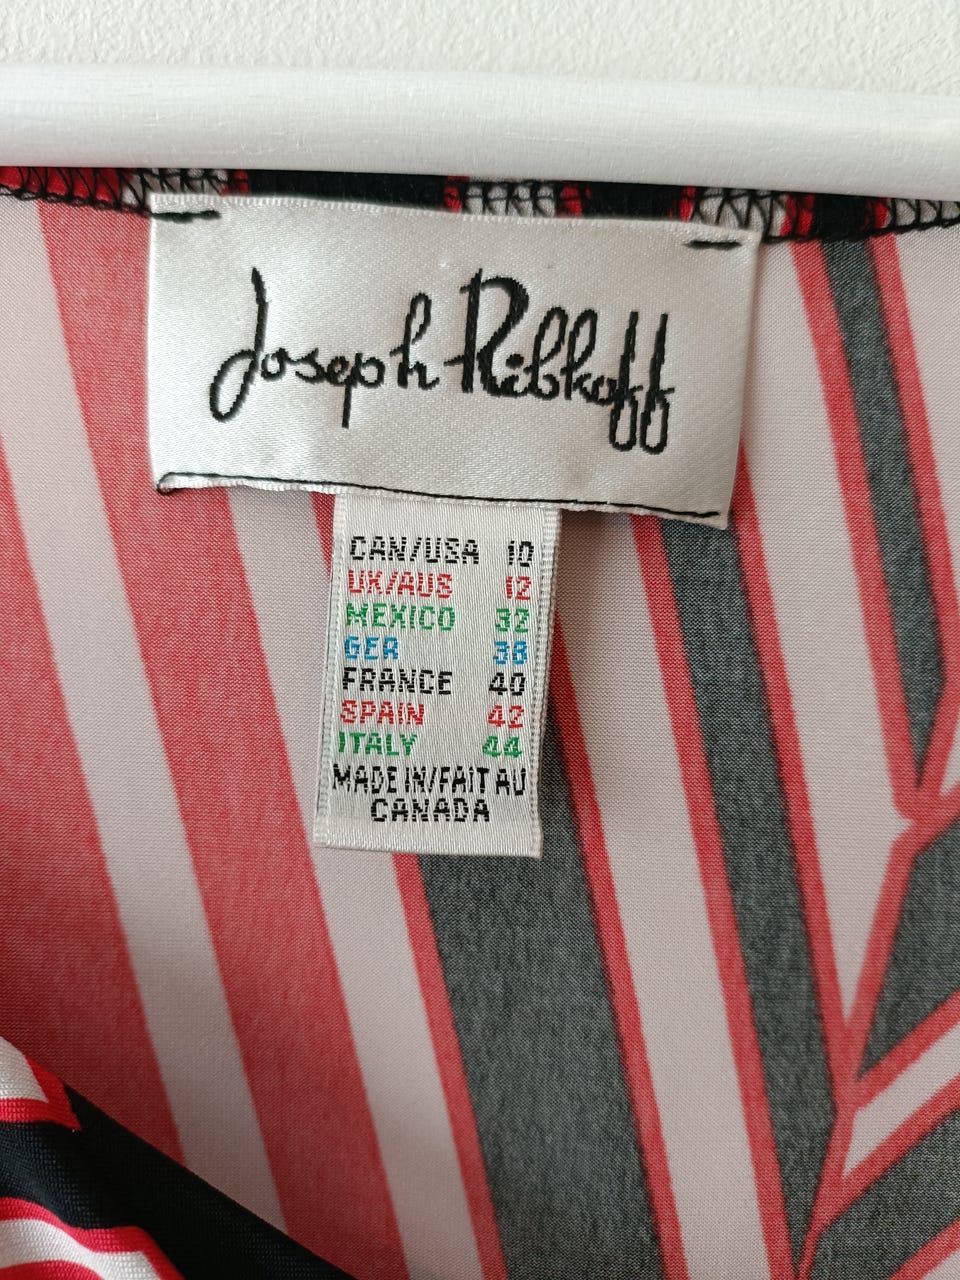 Joseph Ribkoff
CAN/USA 10
UK/AUS 12
MEXICO 32
GER 38
FRANCE 40
SPAIN 42
ITALY 44
MADE IN/FAIT AU
CANADA